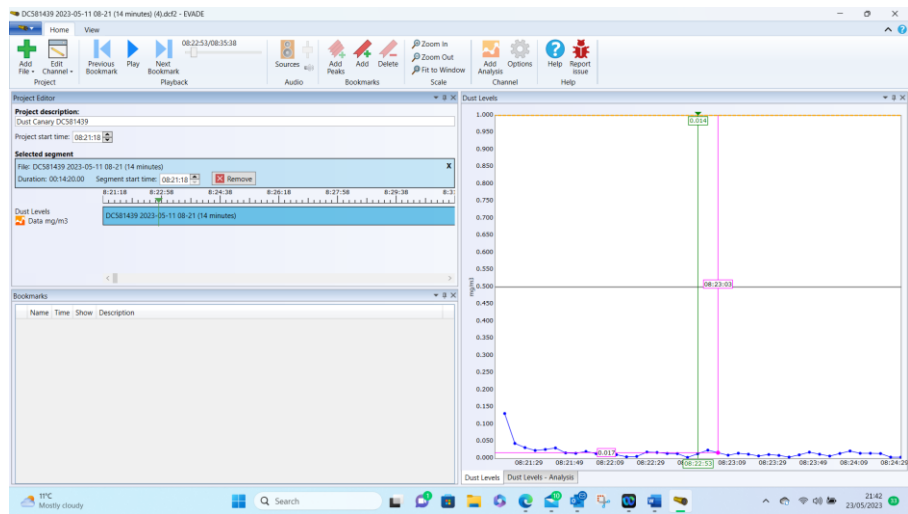 DC581439 2023-05-11 08-21 (14 minutes) (4).dcf2 - EVADE
Home View
Add File Edit Channel Previous Bookmark Play Next Bookmark 08:22:53/08:35:38 Sources Add Peaks Add Delete Zoom In Zoom Out Fit to Window Add Analysis Options Help Report issue
Project Playback Audio Bookmarks Scale Channel Help
Project Editor
Project description:
Dust Canary DC581439
Project start time: 08:21:18
Selected segment
File: DC581439 2023-05-11 08-21 (14 minutes) X
Duration: 00:14:20.00 Segment start time: 08:21:18 Remove
8:21:18 8:22:58 8:24:38 8:26:18 8:27:58 8:29:38 8:3
Dust Levels
Data mg/m3
DC581439 2023-05-11 08-21 (14 minutes)
Bookmarks
Name Time Show Description
Dust Levels
1.000
0.014
0.950
0.900
0.850
0.800
0.750
0.700
0.650
0.600
0.550
08:23:03
mg/m3
0.500
0.450
0.400
0.350
0.300
0.250
0.200
0.150
0.100
0.050
0.017
0.000
08:21:29 08:21:49 08:22:09 08:22:29 08:22:53 08:23:09 08:23:29 08:23:53 08:24:09 08:24:29
Dust Levels Dust Levels - Analysis
11°C
Mostly cloudy
Search
21:42
23/05/2023